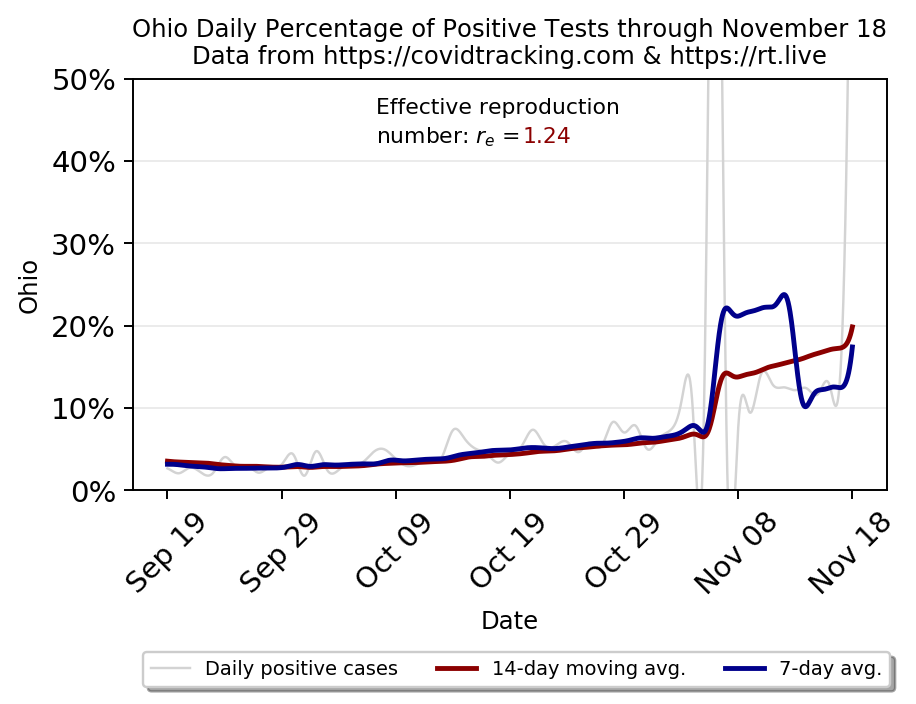 Ohio Daily Percentage of Positive Tests through November 18
Data from https://covidtracking.com & https://rt.live
50%
Effective reproduction
number: rₑ =1.24
40%
30%
Ohio
20%
10%
0%
Sep 19 Sep 29 Oct 09 Oct 19 Oct 29 Nov 08 Nov 18
Date
Daily positive cases 14-day moving avg. 7-day avg.